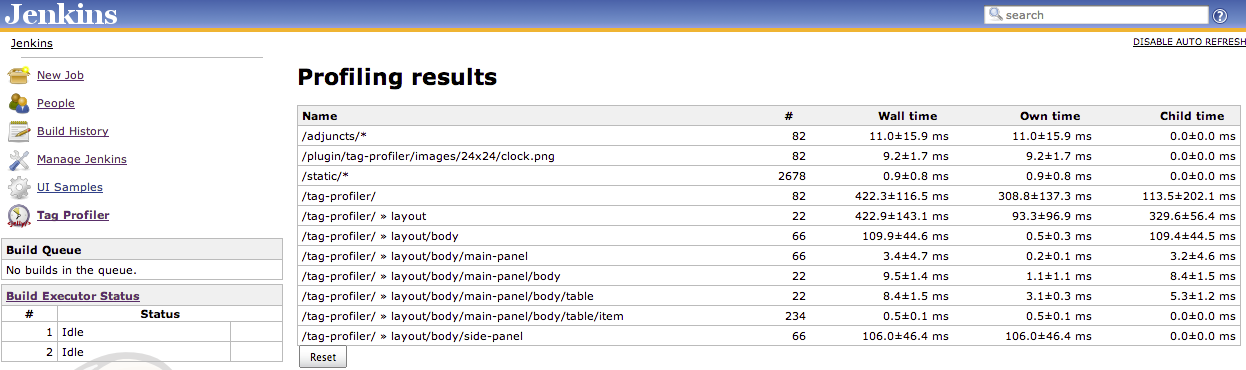 Jenkins
search
Jenkins
DISABLE AUTO REFRESH
New Job
People
Build History
Manage Jenkins
UI Samples
Tag Profiler
Build Queue
No builds in the queue.
Build Executor Status
# Status
1 Idle
2 Idle
Profiling results
Name # Wall time Own time Child time
/adjuncts/* 82 11.0±15.9 ms 11.0±15.9 ms 0.0±0.0 ms
/plugin/tag-profiler/images/24x24/clock.png 82 9.2±1.7 ms 9.2±1.7 ms 0.0±0.0 ms
/static/* 2678 0.9±0.8 ms 0.9±0.8 ms 0.0±0.0 ms
/tag-profiler/ 82 422.3±116.5 ms 308.8±137.3 ms 113.5±202.1 ms
/tag-profiler/ » layout 22 422.9±143.1 ms 93.3±96.9 ms 329.6±56.4 ms
/tag-profiler/ » layout/body 66 109.9±44.6 ms 0.5±0.3 ms 109.4±44.5 ms
/tag-profiler/ » layout/body/main-panel 66 3.4±4.7 ms 0.2±0.1 ms 3.2±4.6 ms
/tag-profiler/ » layout/body/main-panel/body 22 9.5±1.4 ms 1.1±1.1 ms 8.4±1.5 ms
/tag-profiler/ » layout/body/main-panel/body/table 22 8.4±1.5 ms 3.1±0.3 ms 5.3±1.2 ms
/tag-profiler/ » layout/body/main-panel/body/table/item 234 0.5±0.1 ms 0.5±0.1 ms 0.0±0.0 ms
/tag-profiler/ » layout/body/side-panel 66 106.0±46.4 ms 106.0±46.4 ms 0.0±0.0 ms
Reset